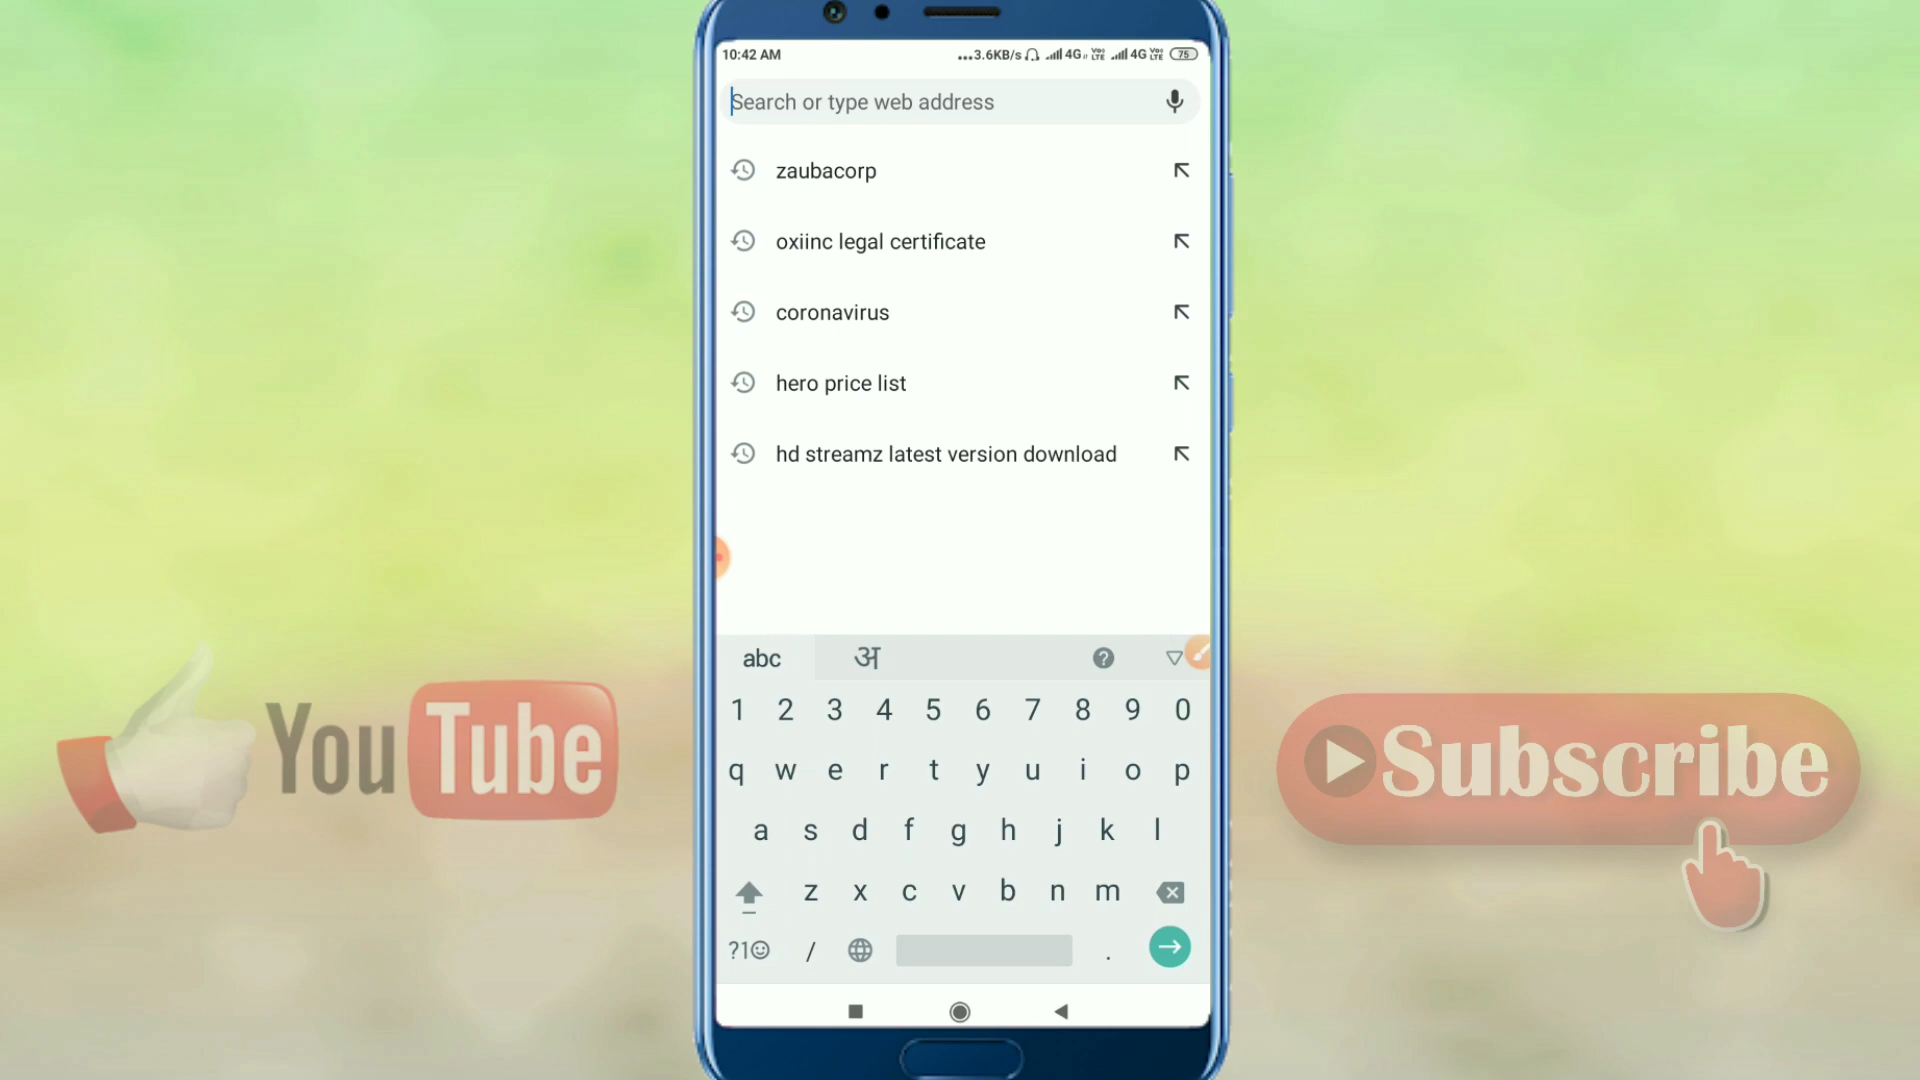 10:42 AM
...3.6KB/s 4G VoLTE 4G VoLTE 75
Search or type web address
zaubacorp
oxiinc legal certificate
coronavirus
hero price list
hd streamz latest version download
abc अ ?
1 2 3 4 5 6 7 8 9 0
q w e r t y u i o p
a s d f g h j k l
z x c v b n m
?1☺ / .
YouTube
Subscribe